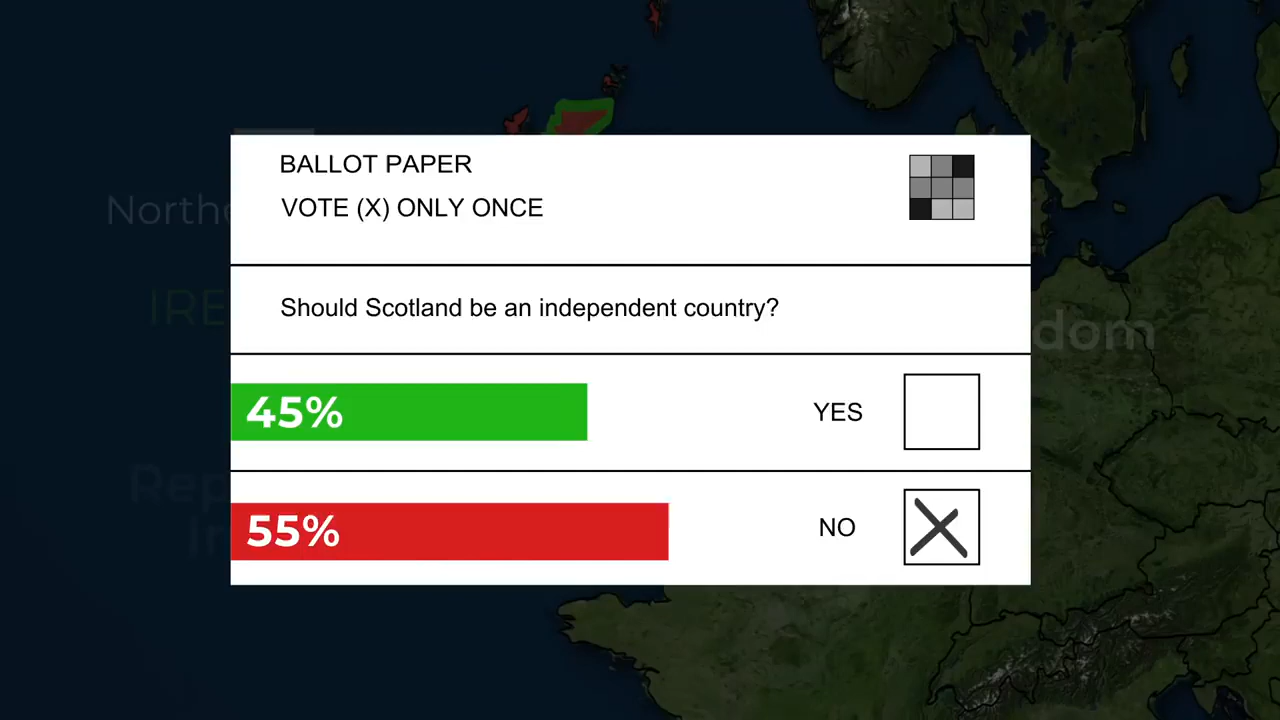 BALLOT PAPER
VOTE (X) ONLY ONCE
Should Scotland be an independent country?
45%
YES
55%
NO